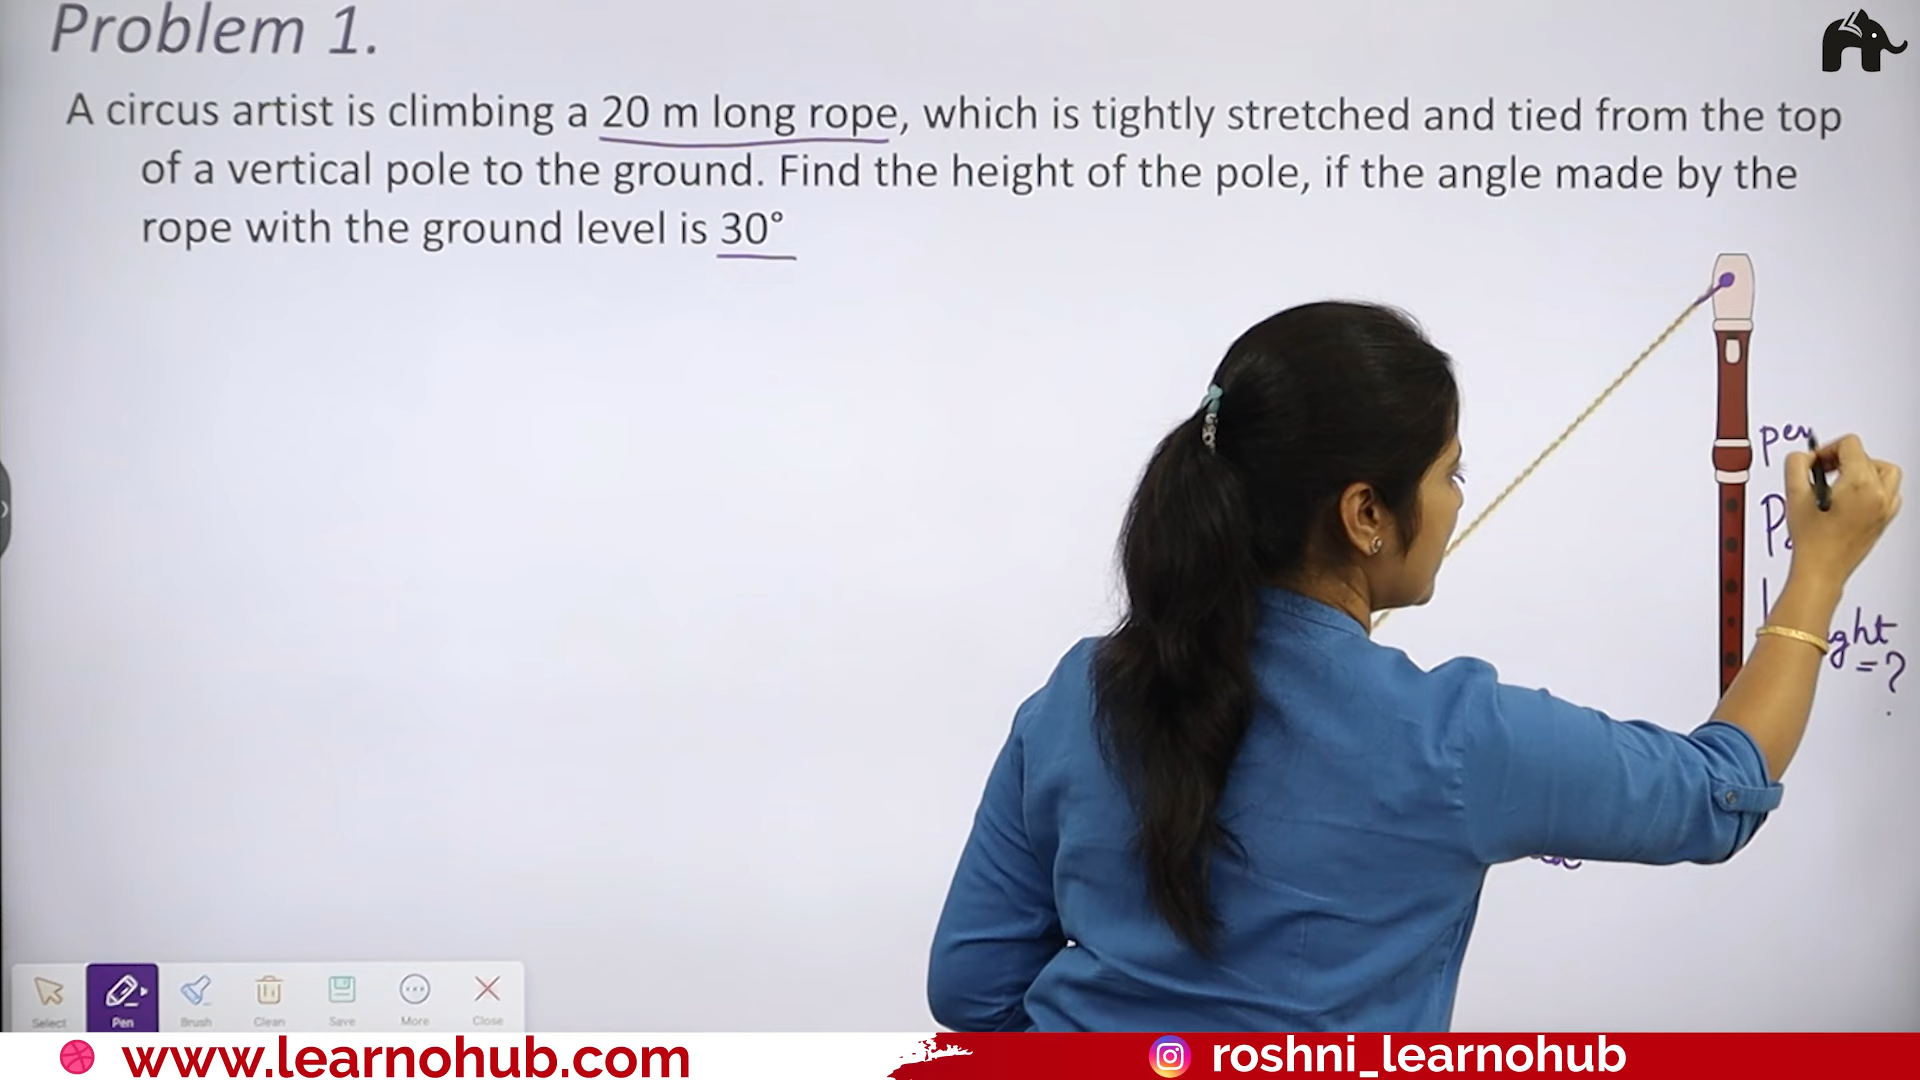 Problem 1.
A circus artist is climbing a 20 m long rope, which is tightly stretched and tied from the top
of a vertical pole to the ground. Find the height of the pole, if the angle made by the
rope with the ground level is 30°
=?
Select
Pen
Brush
Clean
Save
More
Close
www.learnohub.com
roshni_learnohub